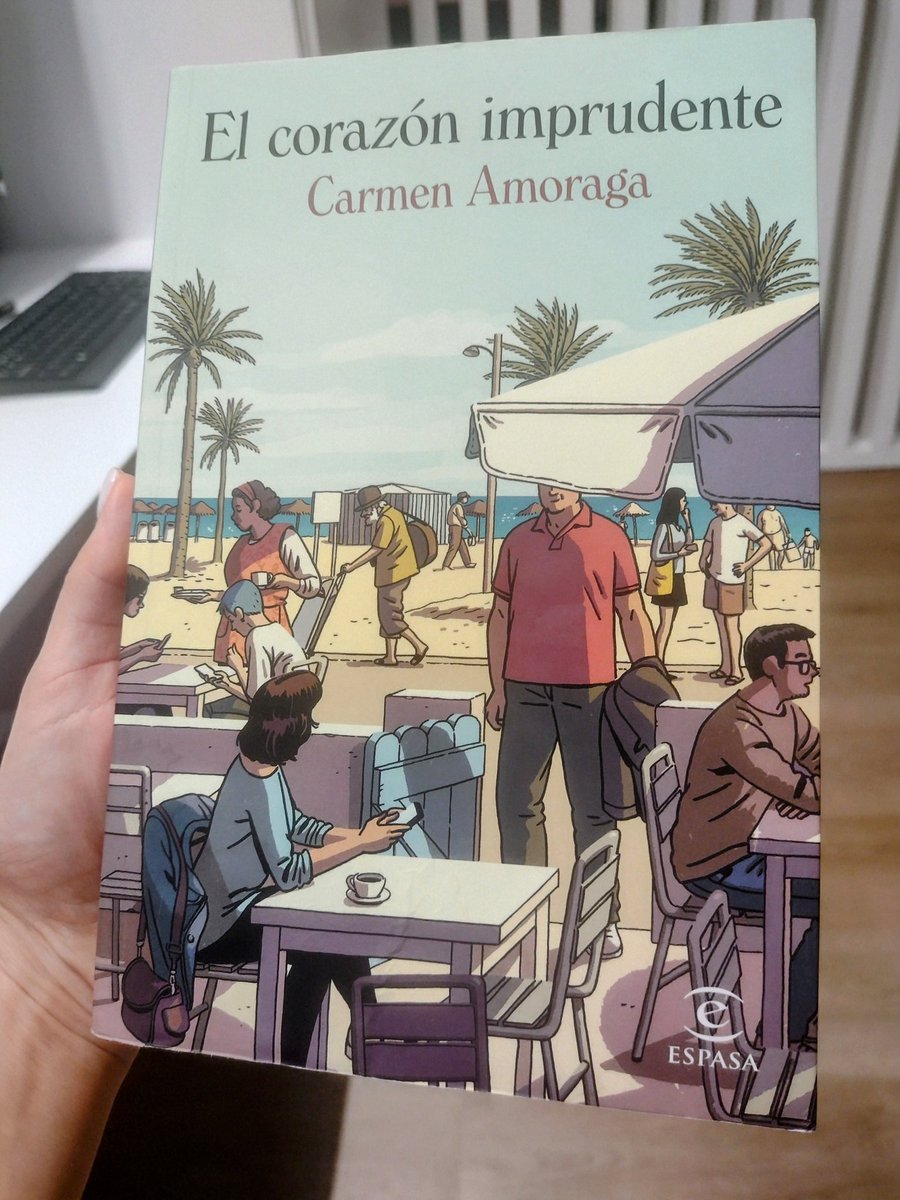 El corazón imprudente
Carmen Amoraga
e
ESPASA